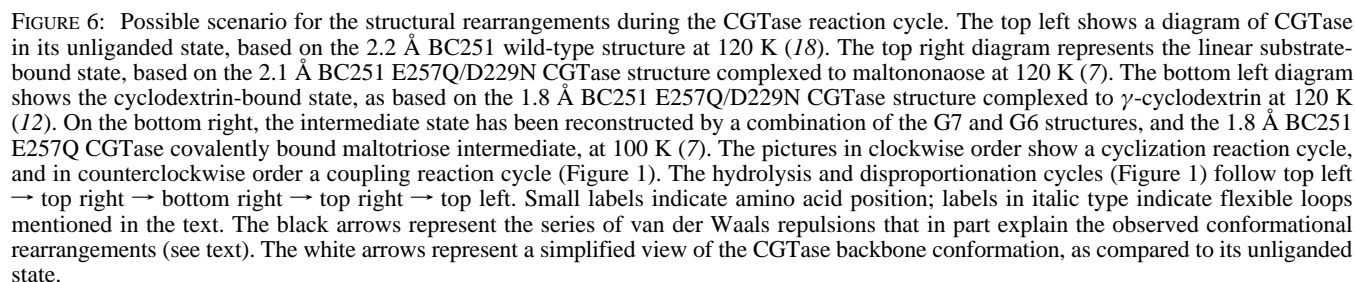 FIGURE 6: Possible scenario for the structural rearrangements during the CGTase reaction cycle. The top left shows a diagram of CGTase
in its unliganded state, based on the 2.2 Å BC251 wild-type structure at 120 K (18). The top right diagram represents the linear substrate-
bound state, based on the 2.1 Å BC251 E257Q/D229N CGTase structure complexed to maltononaose at 120 K (7). The bottom left diagram
shows the cyclodextrin-bound state, as based on the 1.8 Å BC251 E257Q/D229N CGTase structure complexed to γ-cyclodextrin at 120 K
(12). On the bottom right, the intermediate state has been reconstructed by a combination of the G7 and G6 structures, and the 1.8 Å BC251
E257Q CGTase covalently bound maltotriose intermediate, at 100 K (7). The pictures in clockwise order show a cyclization reaction cycle,
and in counterclockwise order a coupling reaction cycle (Figure 1). The hydrolysis and disproportionation cycles (Figure 1) follow top left
→ top right → bottom right → top right → top left. Small labels indicate amino acid position; labels in italic type indicate flexible loops
mentioned in the text. The black arrows represent the series of van der Waals repulsions that in part explain the observed conformational
rearrangements (see text). The white arrows represent a simplified view of the CGTase backbone conformation, as compared to its unliganded
state.